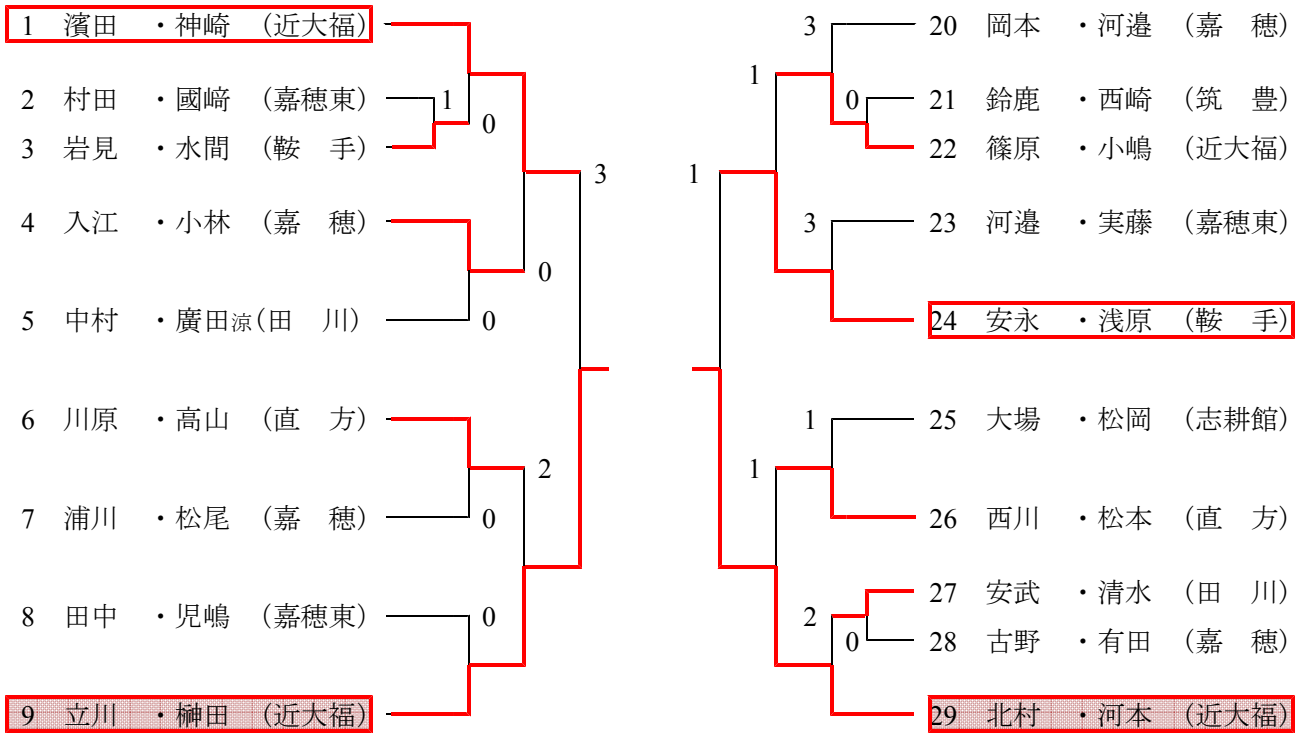 1 濱田 ・神崎 (近大福)
2 村田 ・國﨑 (嘉穂東)
1
0
3 岩見 ・水間 (鞍 手)
3
4 入江 ・小林 (嘉 穂)
0
5 中村 ・廣田涼(田 川)
0
6 川原 ・高山 (直 方)
2
7 浦川 ・松尾 (嘉 穂)
0
8 田中 ・児嶋 (嘉穂東)
0
9 立川 ・榊田 (近大福)
3
20 岡本 ・河邉 (嘉 穂)
1
0
21 鈴鹿 ・西崎 (筑 豊)
22 篠原 ・小嶋 (近大福)
1
3
23 河邉 ・実藤 (嘉穂東)
24 安永 ・浅原 (鞍 手)
1
25 大場 ・松岡 (志耕館)
1
26 西川 ・松本 (直 方)
27 安武 ・清水 (田 川)
2
0
28 古野 ・有田 (嘉 穂)
29 北村 ・河本 (近大福)